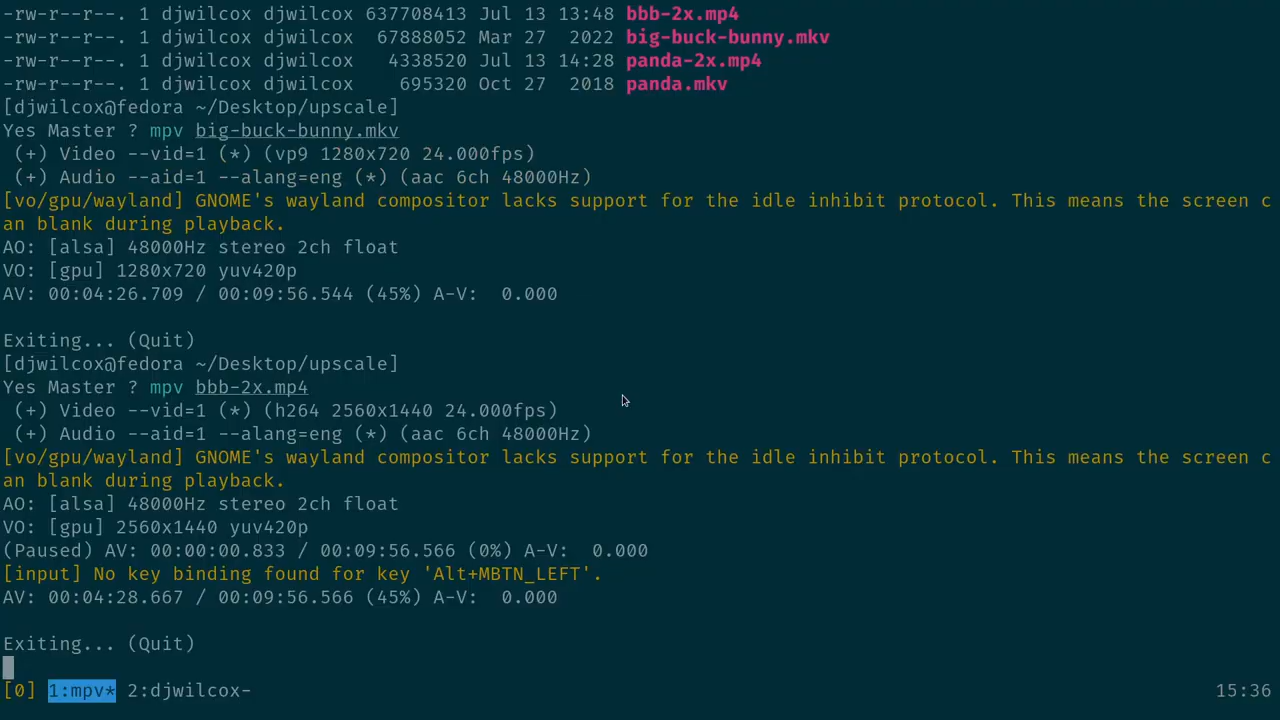 -rw-r--r--. 1 djwilcox djwilcox 637708413 Jul 13 13:48 bbb-2x.mp4
-rw-r--r--. 1 djwilcox djwilcox  67888052 Mar 27  2022 big-buck-bunny.mkv
-rw-r--r--. 1 djwilcox djwilcox   4338520 Jul 13 14:28 panda-2x.mp4
-rw-r--r--. 1 djwilcox djwilcox    695320 Oct 27  2018 panda.mkv
[djwilcox@fedora ~/Desktop/upscale]
Yes Master ? mpv big-buck-bunny.mkv
 (+) Video --vid=1 (*) (vp9 1280x720 24.000fps)
 (+) Audio --aid=1 --alang=eng (*) (aac 6ch 48000Hz)
[vo/gpu/wayland] GNOME's wayland compositor lacks support for the idle inhibit protocol. This means the screen c
an blank during playback.
AO: [alsa] 48000Hz stereo 2ch float
VO: [gpu] 1280x720 yuv420p
AV: 00:04:26.709 / 00:09:56.544 (45%) A-V:  0.000
Exiting... (Quit)
[djwilcox@fedora ~/Desktop/upscale]
Yes Master ? mpv bbb-2x.mp4
 (+) Video --vid=1 (*) (h264 2560x1440 24.000fps)
 (+) Audio --aid=1 --alang=eng (*) (aac 6ch 48000Hz)
[vo/gpu/wayland] GNOME's wayland compositor lacks support for the idle inhibit protocol. This means the screen c
an blank during playback.
AO: [alsa] 48000Hz stereo 2ch float
VO: [gpu] 2560x1440 yuv420p
(Paused) AV: 00:00:00.833 / 00:09:56.566 (0%) A-V:  0.000
[input] No key binding found for key 'Alt+MBTN_LEFT'.
AV: 00:04:28.667 / 00:09:56.566 (45%) A-V:  0.000
Exiting... (Quit)
[0] 1:mpv* 2:djwilcox- 15:36